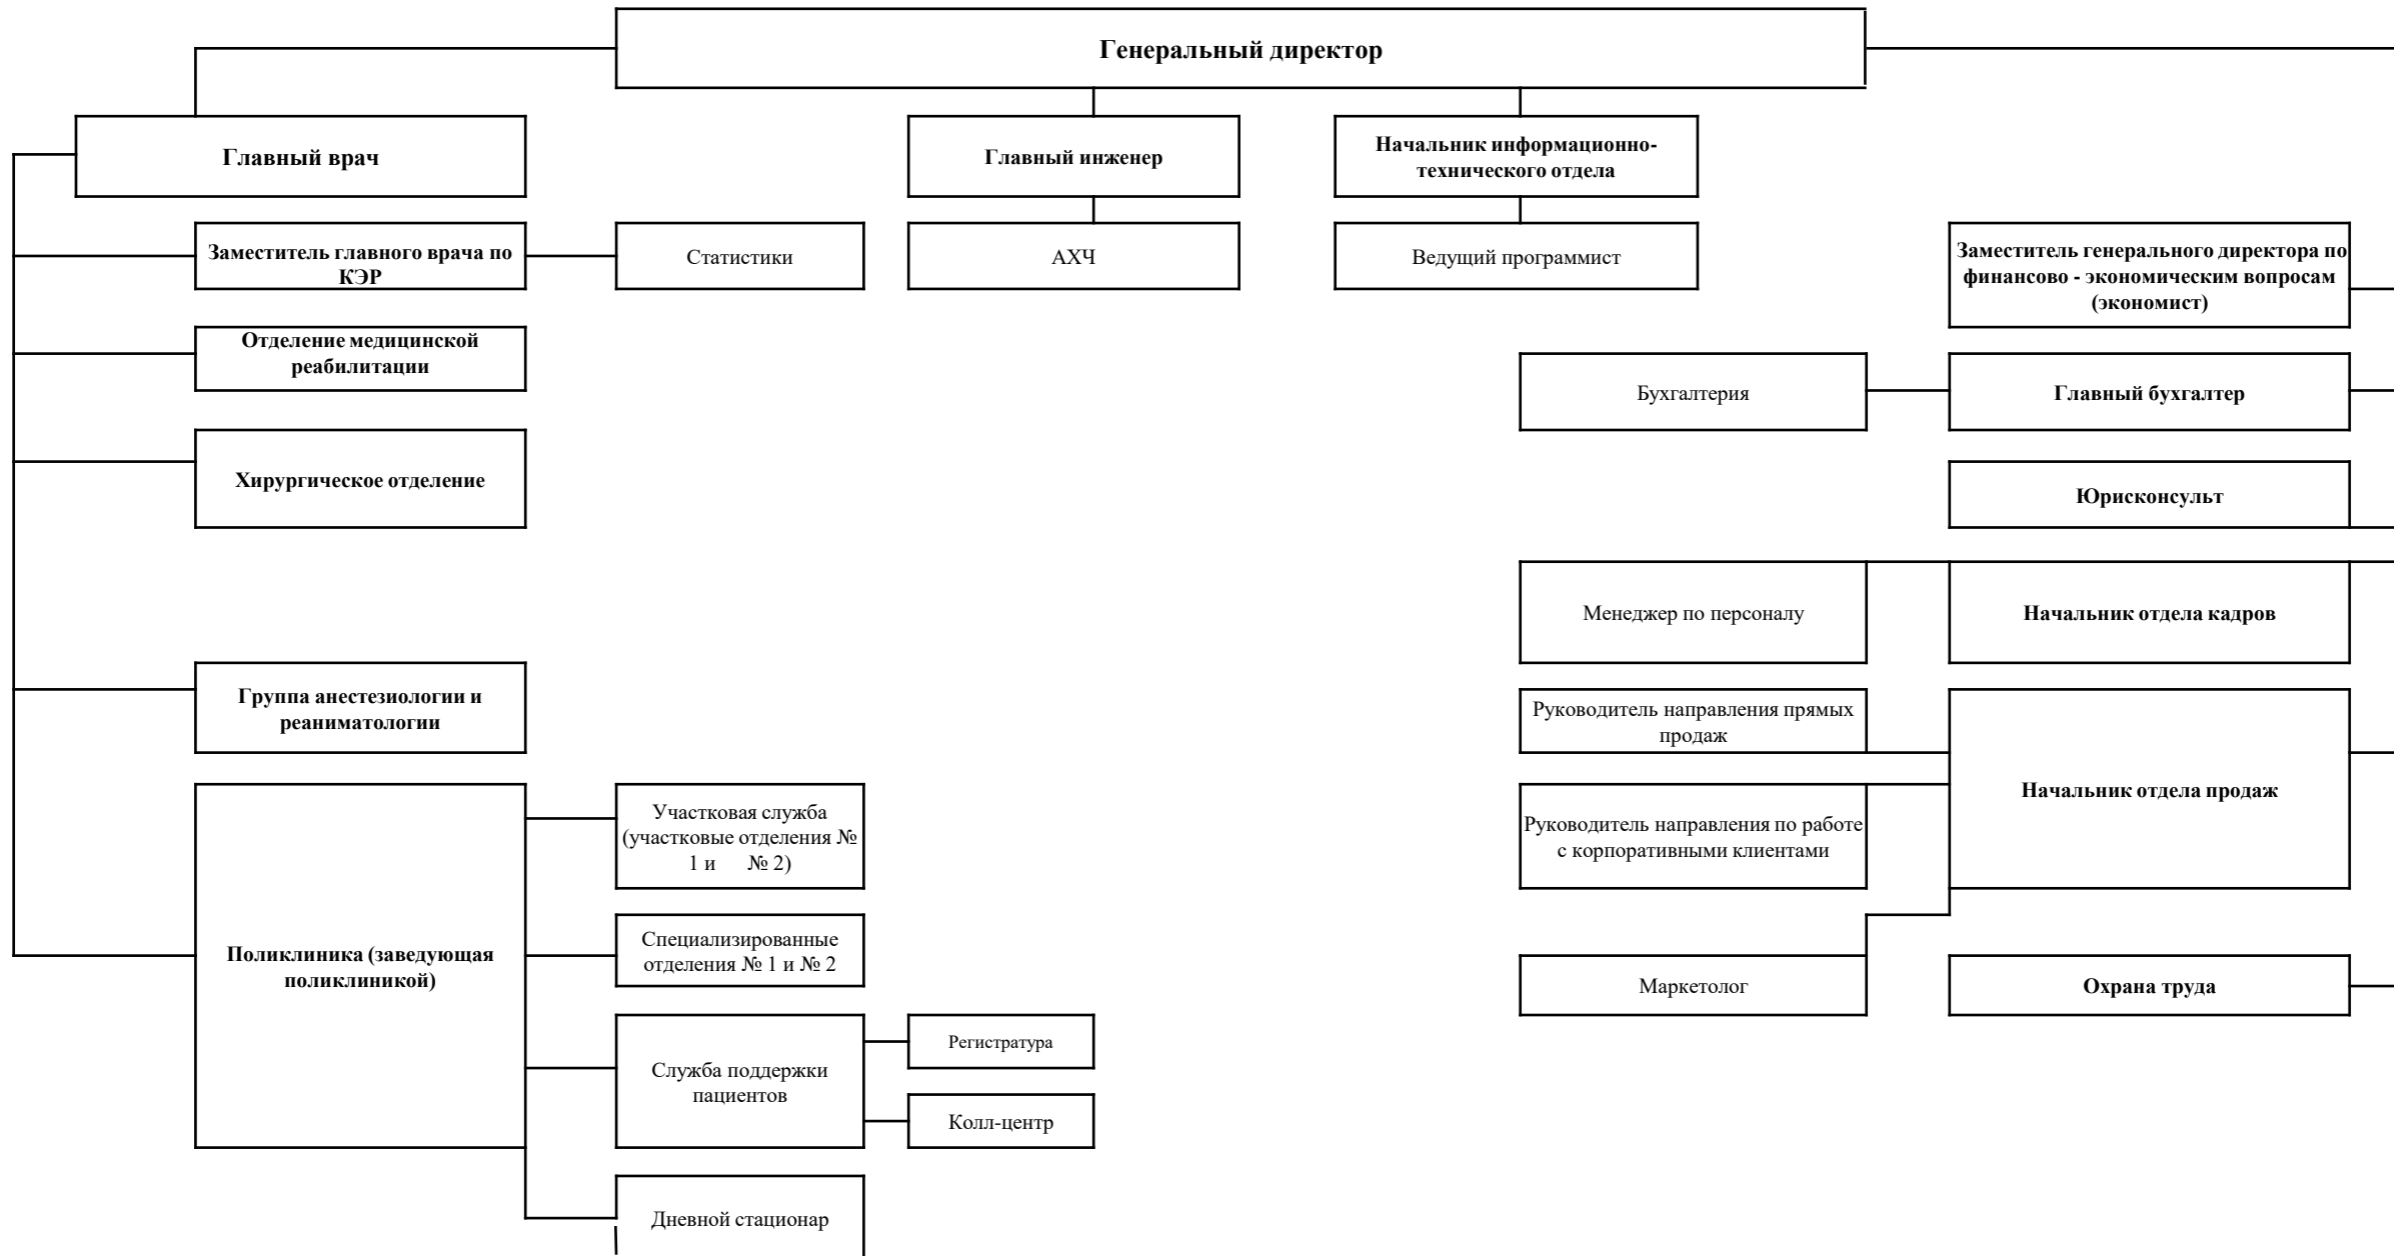 Генеральный директор
Главный врач
Главный инженер
Начальник информационно-
технического отдела
Заместитель главного врача по
КЭР
Статистики
АХЧ
Ведущий программист
Заместитель генерального директора по
финансово - экономическим вопросам
(экономист)
Отделение медицинской
реабилитации
Бухгалтерия
Главный бухгалтер
Хирургическое отделение
Юрисконсульт
Менеджер по персоналу
Начальник отдела кадров
Группа анестезиологии и
реаниматологии
Руководитель направления прямых
продаж
Начальник отдела продаж
Участковая служба
(участковые отделения №
1 и № 2)
Руководитель направления по работе
с корпоративными клиентами
Поликлиника (заведующая
поликлиникой)
Специализированные
отделения № 1 и № 2
Маркетолог
Охрана труда
Служба поддержки
пациентов
Регистратура
Колл-центр
Дневной стационар